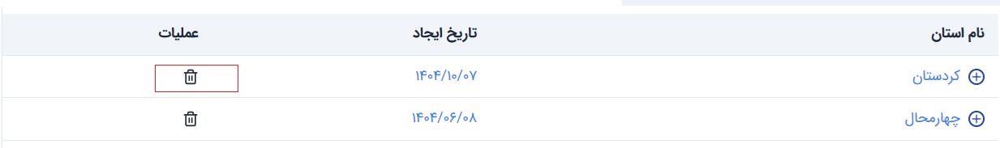 نام استان تاریخ ایجاد عملیات
کردستان ۱۴۰۴/۱۰/۰۷
چهارمحال ۱۴۰۴/۰۶/۰۸